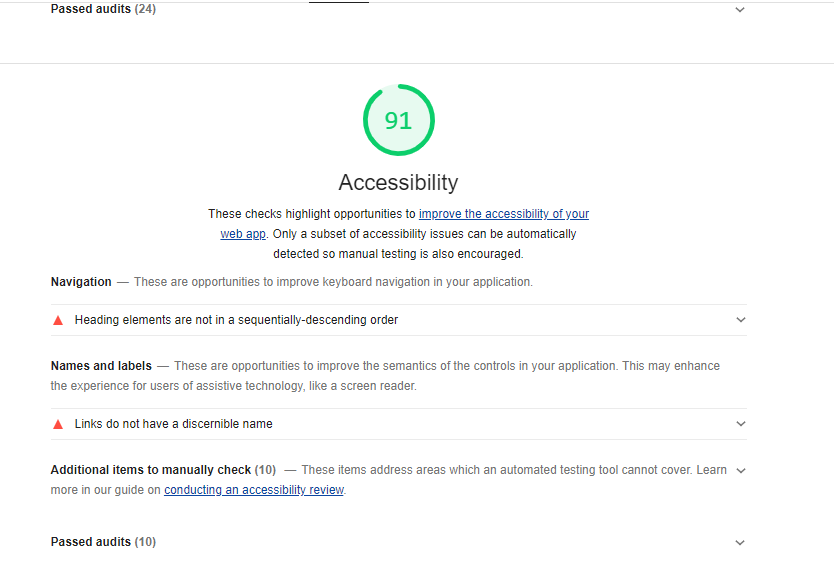 Passed audits (24)
91
Accessibility
These checks highlight opportunities to improve the accessibility of your
web app. Only a subset of accessibility issues can be automatically
detected so manual testing is also encouraged.
Navigation — These are opportunities to improve keyboard navigation in your application.
Heading elements are not in a sequentially-descending order
Names and labels — These are opportunities to improve the semantics of the controls in your application. This may enhance
the experience for users of assistive technology, like a screen reader.
Links do not have a discernible name
Additional items to manually check (10) — These items address areas which an automated testing tool cannot cover. Learn
more in our guide on conducting an accessibility review.
Passed audits (10)